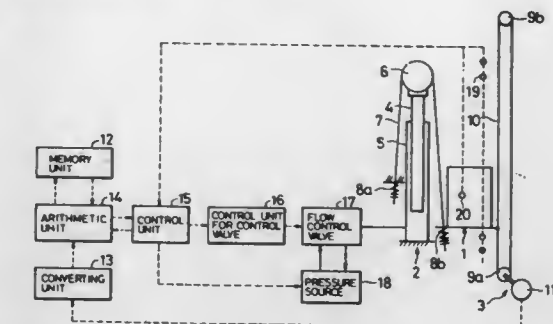 9b
6
19
4
10
7
12
5
MEMORY UNIT
14
15
16
17
8a
ARITHMETIC UNIT
CONTROL UNIT
CONTROL UNIT FOR CONTROL VALVE
FLOW CONTROL VALVE
20
13
8b
1
CONVERTING UNIT
PRESSURE SOURCE
18
2
9a
11
3